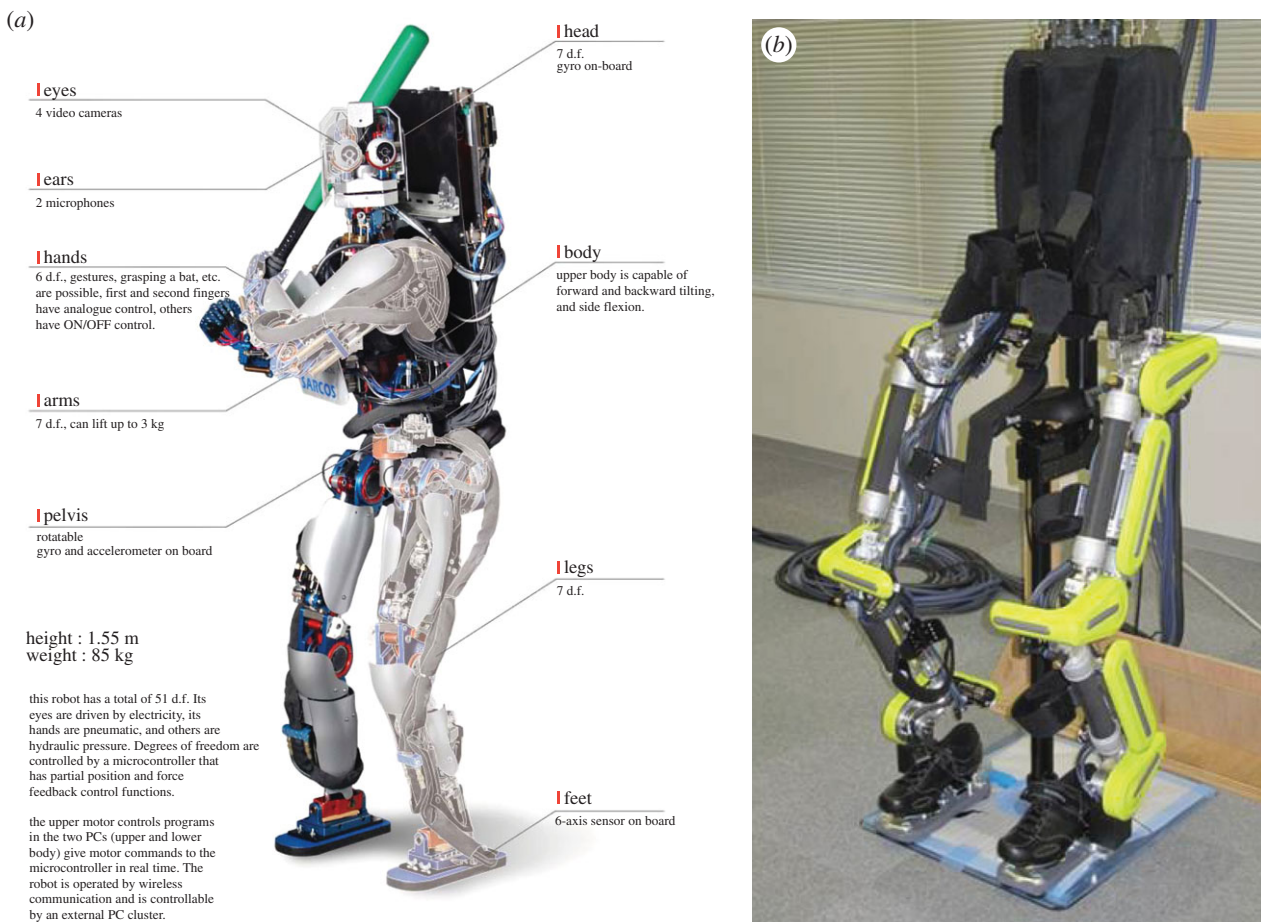 (a)
eyes
4 video cameras
ears
2 microphones
hands
6 d.f., gestures, grasping a bat, etc.
are possible, first and second fingers
have analogue control, others
have ON/OFF control.
arms
7 d.f., can lift up to 3 kg
pelvis
rotatable
gyro and accelerometer on board
height : 1.55 m
weight : 85 kg
this robot has a total of 51 d.f. Its
eyes are driven by electricity, its
hands are pneumatic, and others are
hydraulic pressure. Degrees of freedom are
controlled by a microcontroller that
has partial position and force
feedback control functions.
the upper motor controls programs
in the two PCs (upper and lower
body) give motor commands to the
microcontroller in real time. The
robot is operated by wireless
communication and is controllable
by an external PC cluster.
head
7 d.f.
gyro on-board
body
upper body is capable of
forward and backward tilting,
and side flexion.
SARCOS
legs
7 d.f.
feet
6-axis sensor on board
(b)